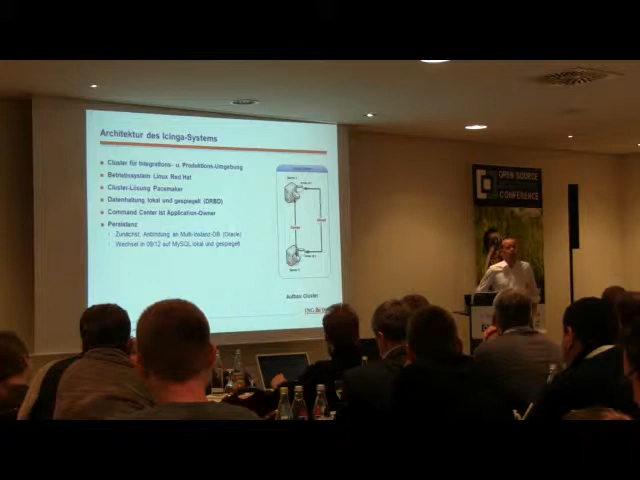 Architektur des Icinga-Systems
Cluster für Integrations- u. Produktions-Umgebung
Betriebssystem Linux Red Hat
Cluster-Lösung Pacemaker
Datenhaltung lokal und gespiegelt (DRBD)
Command Center ist Application-Owner
Persistenz
Zunächst, Anbindung an Multi-Instanz-DB (Oracle)
Wechsel in 09/12 auf MySQL lokal und gespiegelt
Aufbau Cluster
OPEN SOURCE
CONFERENCE